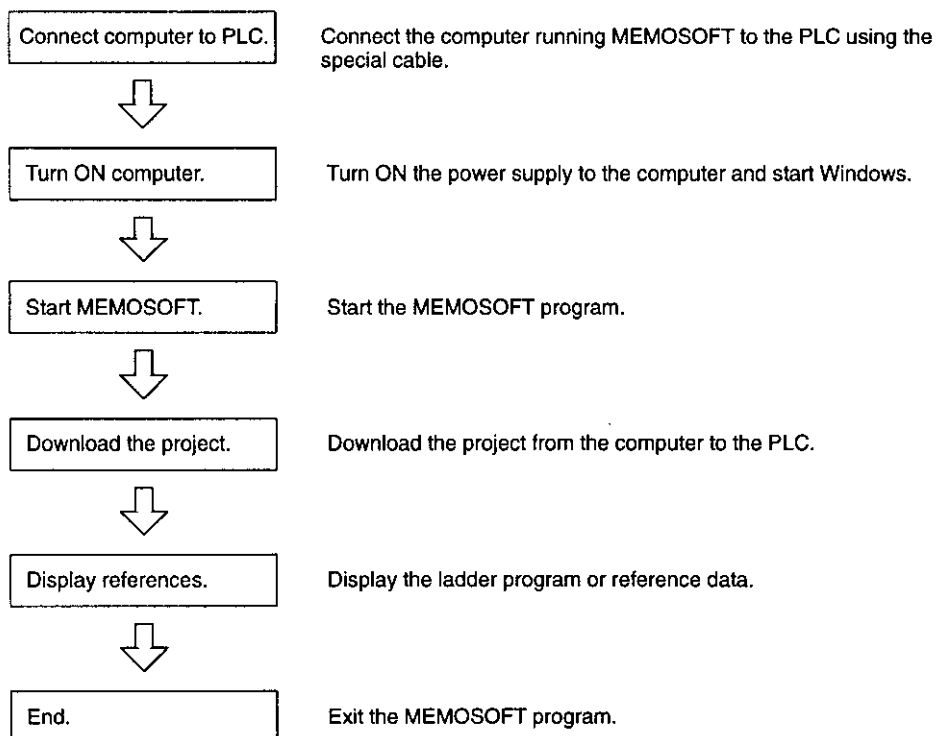 Connect computer to PLC.
Connect the computer running MEMOSOFT to the PLC using the
special cable.
Turn ON computer.
Turn ON the power supply to the computer and start Windows.
Start MEMOSOFT.
Start the MEMOSOFT program.
Download the project.
Download the project from the computer to the PLC.
Display references.
Display the ladder program or reference data.
End.
Exit the MEMOSOFT program.